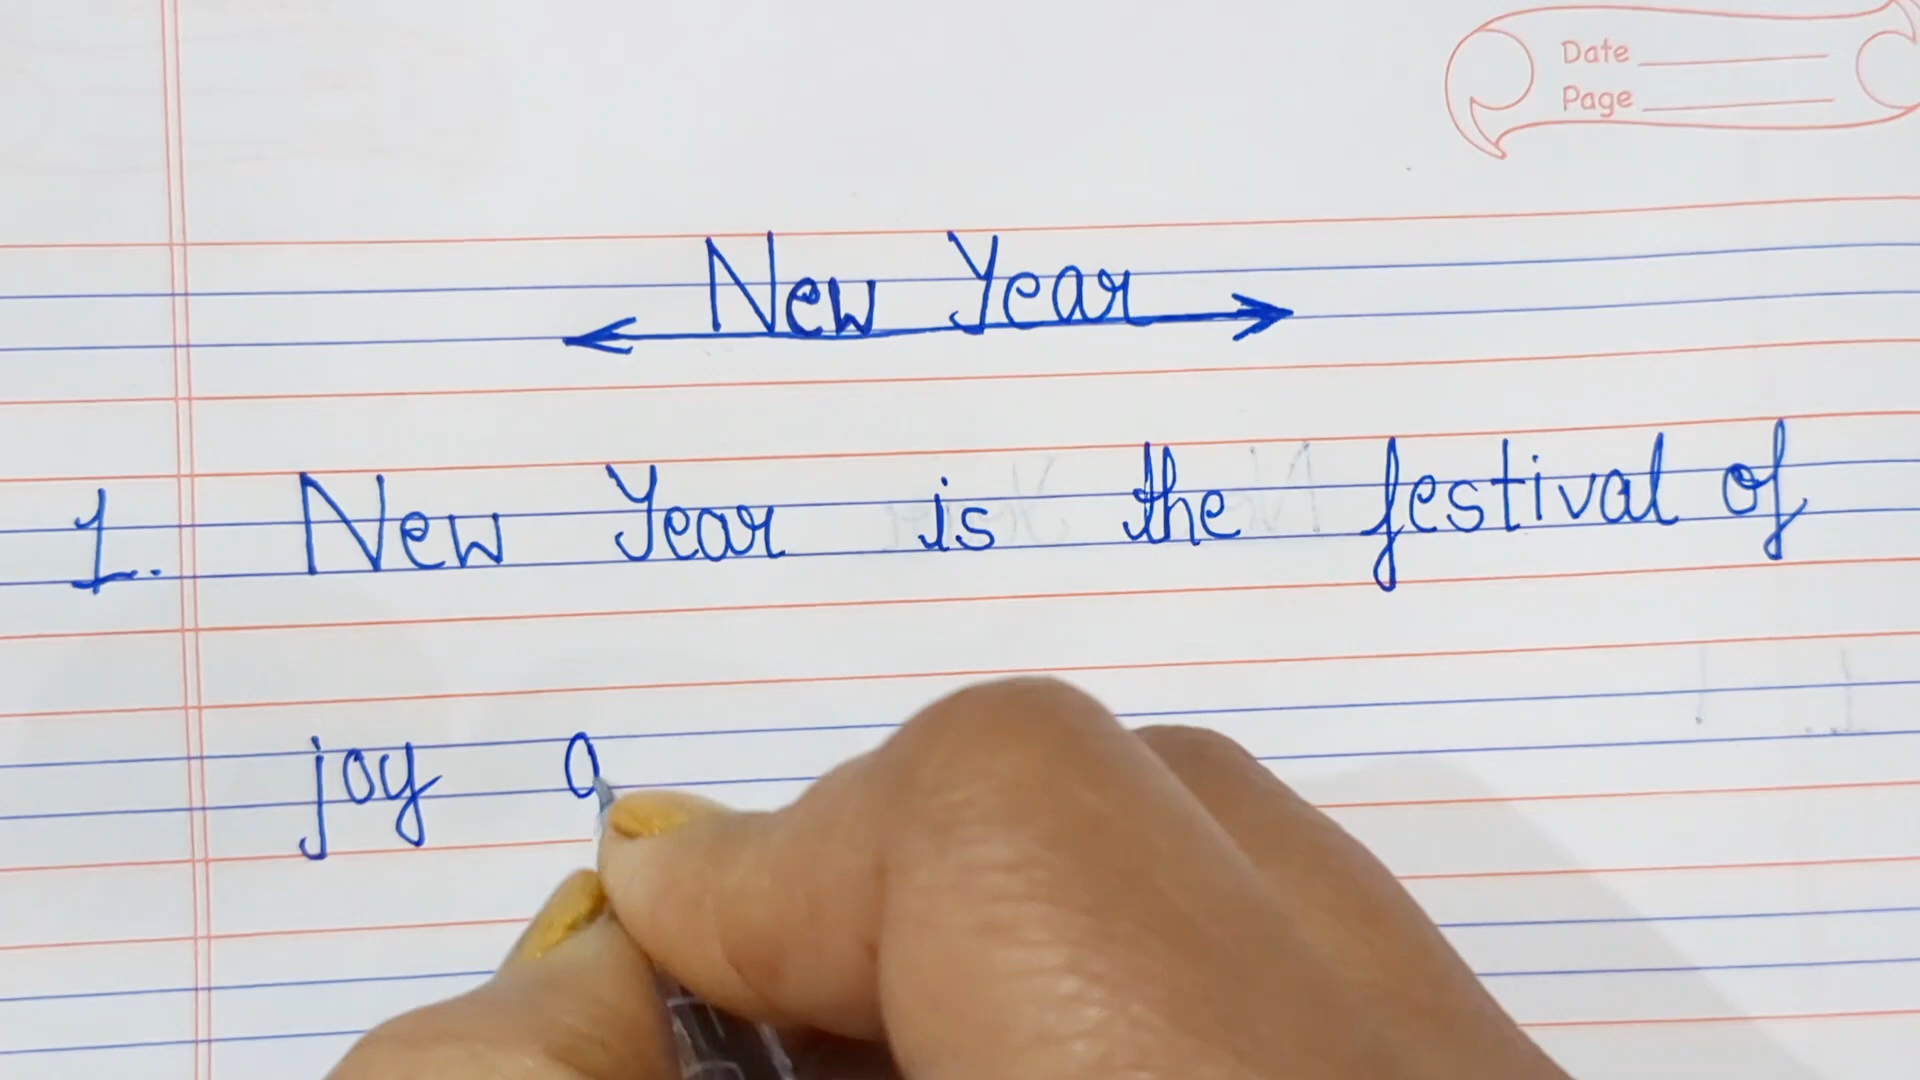 Date
Page
New Year
1. New Year is the festival of
joy a